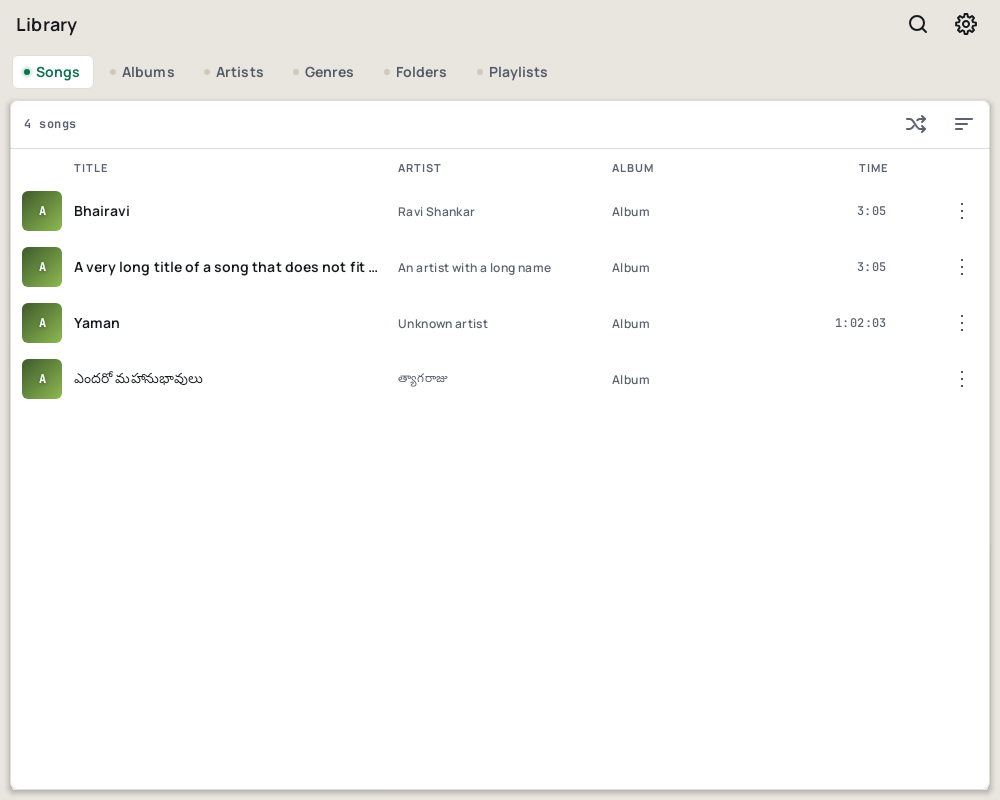 Library
Songs Albums Artists Genres Folders Playlists
4 songs
TITLE ARTIST ALBUM TIME
A Bhairavi Ravi Shankar Album 3:05
A A very long title of a song that does not fit … An artist with a long name Album 3:05
A Yaman Unknown artist Album 1:02:03
A ఎందరో మహానుభావులు త్యాగరాజు Album